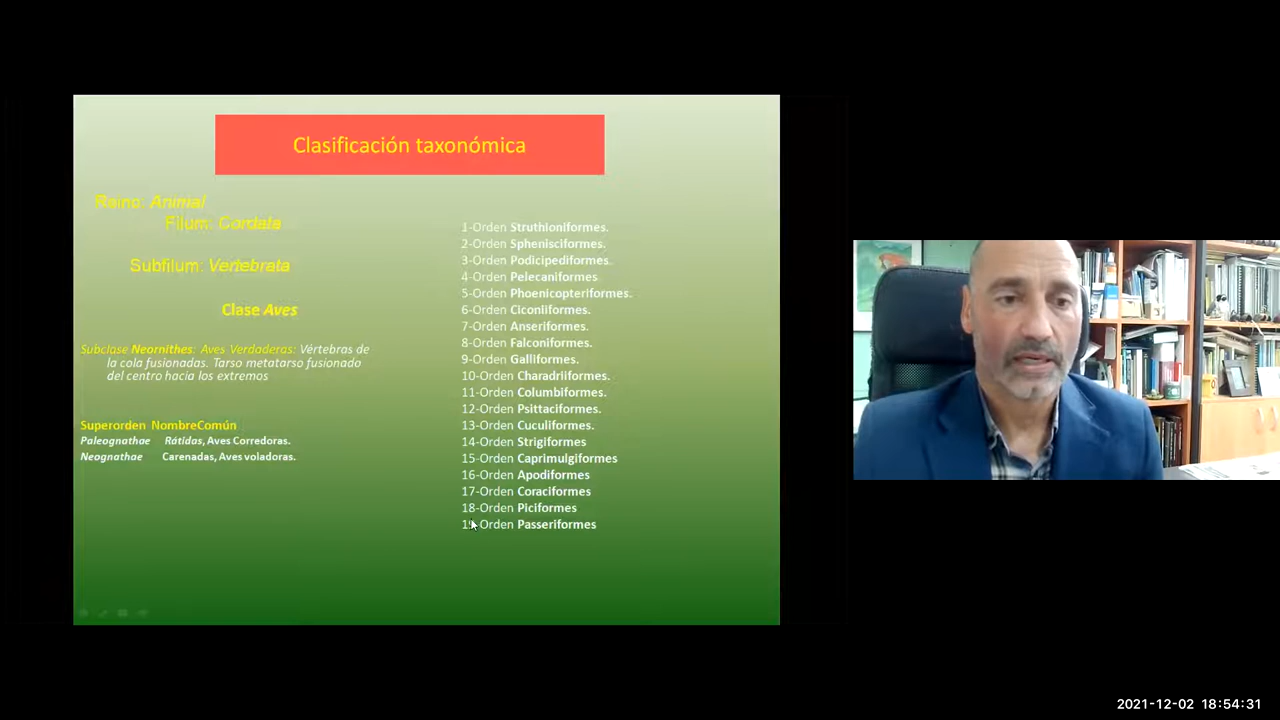 Clasificación taxonómica
Reino: Animal
Filum: Cordata
Subfilum: Vertebrata
Clase Aves
Subclase Neornithes: Aves Verdaderas: Vértebras de
la cola fusionadas. Tarso metatarso fusionado
del centro hacia los extremos
Superorden NombreComún
Paleognathae Rátidas, Aves Corredoras.
Neognathae Carenadas, Aves voladoras.
1-Orden Struthioniformes.
2-Orden Sphenisciformes.
3-Orden Podicipediformes.
4-Orden Pelecaniformes
5-Orden Phoenicopteriformes.
6-Orden Ciconiiformes.
7-Orden Anseriformes.
8-Orden Falconiformes.
9-Orden Galliformes.
10-Orden Charadriiformes.
11-Orden Columbiformes.
12-Orden Psittaciformes.
13-Orden Cuculiformes.
14-Orden Strigiformes
15-Orden Caprimulgiformes
16-Orden Apodiformes
17-Orden Coraciformes
18-Orden Piciformes
19-Orden Passeriformes
2021-12-02 18:54:31